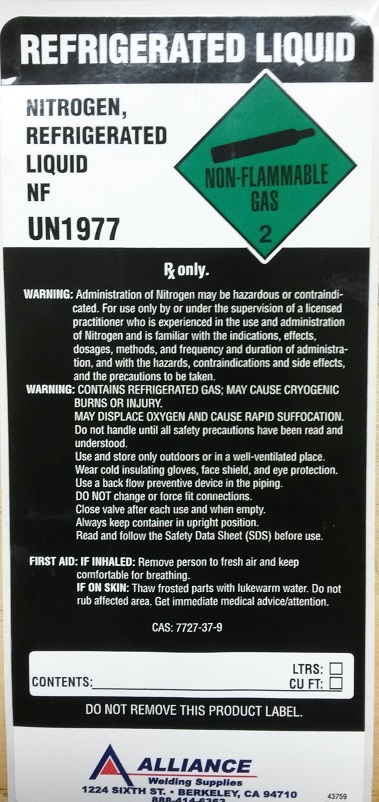 REFRIGERATED LIQUID
NITROGEN,
REFRIGERATED
LIQUID
NF
UN1977
NON-FLAMMABLE
GAS
2
℞ only.
WARNING: Administration of Nitrogen may be hazardous or contraindi-
cated. For use only by or under the supervision of a licensed
practitioner who is experienced in the use and administration
of Nitrogen and is familiar with the indications, effects,
dosages, methods, and frequency and duration of administra-
tion, and with the hazards, contraindications and side effects,
and the precautions to be taken.
WARNING: CONTAINS REFRIGERATED GAS; MAY CAUSE CRYOGENIC
BURNS OR INJURY.
MAY DISPLACE OXYGEN AND CAUSE RAPID SUFFOCATION.
Do not handle until all safety precautions have been read and
understood.
Use and store only outdoors or in a well-ventilated place.
Wear cold insulating gloves, face shield, and eye protection.
Use a back flow preventive device in the piping.
DO NOT change or force fit connections.
Close valve after each use and when empty.
Always keep container in upright position.
Read and follow the Safety Data Sheet (SDS) before use.
FIRST AID: IF INHALED: Remove person to fresh air and keep
comfortable for breathing.
IF ON SKIN: Thaw frosted parts with lukewarm water. Do not
rub affected area. Get immediate medical advice/attention.
CAS: 7727-37-9
LTRS:
CONTENTS: CU FT:
DO NOT REMOVE THIS PRODUCT LABEL.
ALLIANCE
Welding Supplies
1224 SIXTH ST. • BERKELEY, CA 94710
888-414-6363 43759